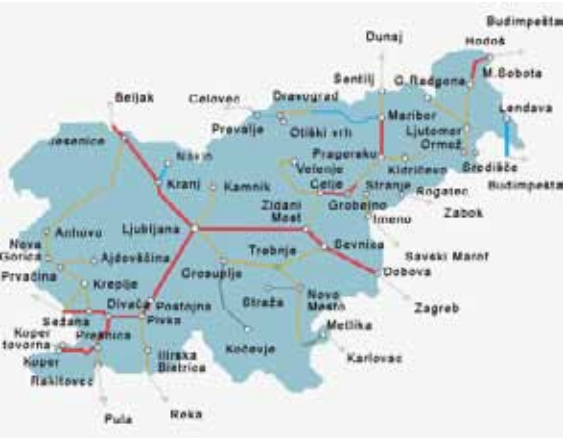 Budimpešta
Dunaj
Hodoš
Šentilj
G.Radgona
M.Sobota
Beljak
Celovec
Dravograd
Lendava
Maribor
Prevalje
Otiški vrh
Ljutomer
Jesenice
Ormož
Pragersko
Velenje
Kidričevo
Središče
Kranj
Kamnik
Celje
Stranje
Rogatec
Budimpešta
Zidani
Most
Grobelno
Imeno
Zabok
Anhovo
Ljubljana
Sevnica
Nova
Gorica
Ajdovščina
Trebnje
Savski Marof
Prvačina
Grosuplje
Dobova
Kreplje
Straža
Novo
Mesto
Divača
Postojna
Zagreb
Sežana
Pivka
Koper
tovorna
Prešnica
Metlika
Koper
Ilirska
Bistrica
Kočevje
Karlovac
Rakitovec
Pula
Reka